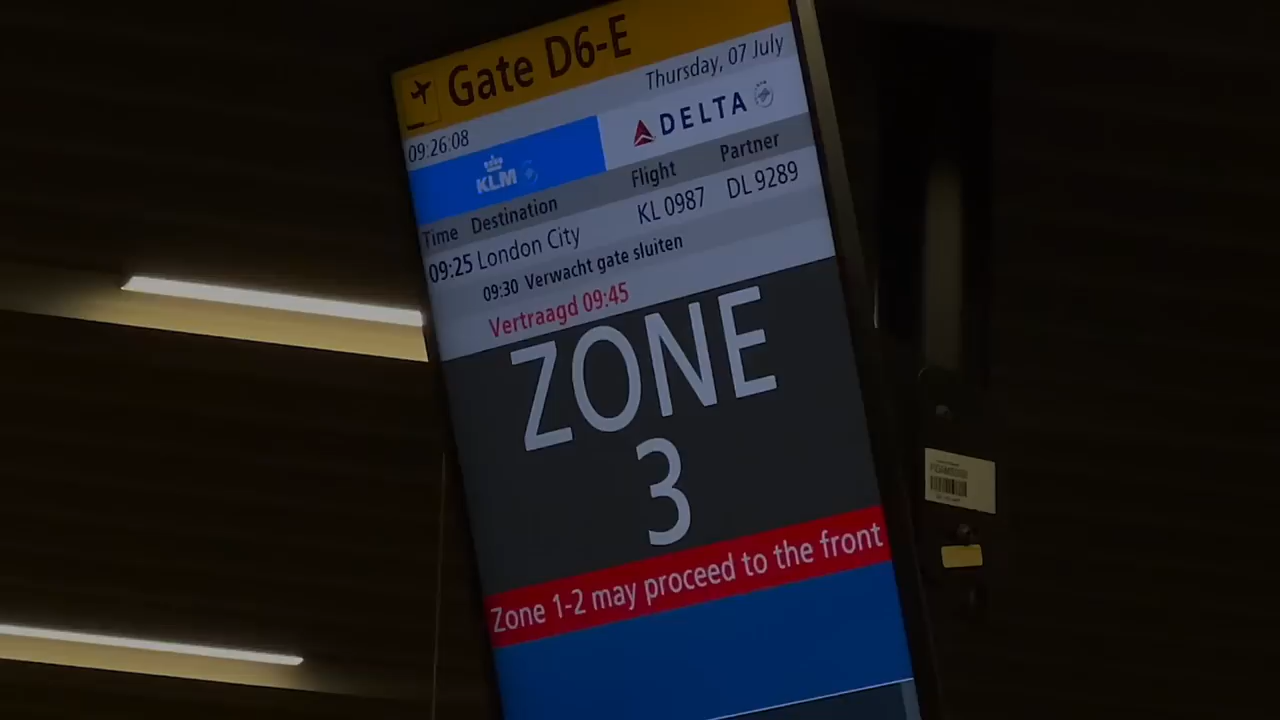 Gate D6-E
Thursday, 07 July
09:26:08
KLM
DELTA
Time Destination Flight Partner
09:25 London City KL 0987 DL 9289
09:30 Verwacht gate sluiten
Vertraagd 09:45
ZONE
3
Zone 1-2 may proceed to the front